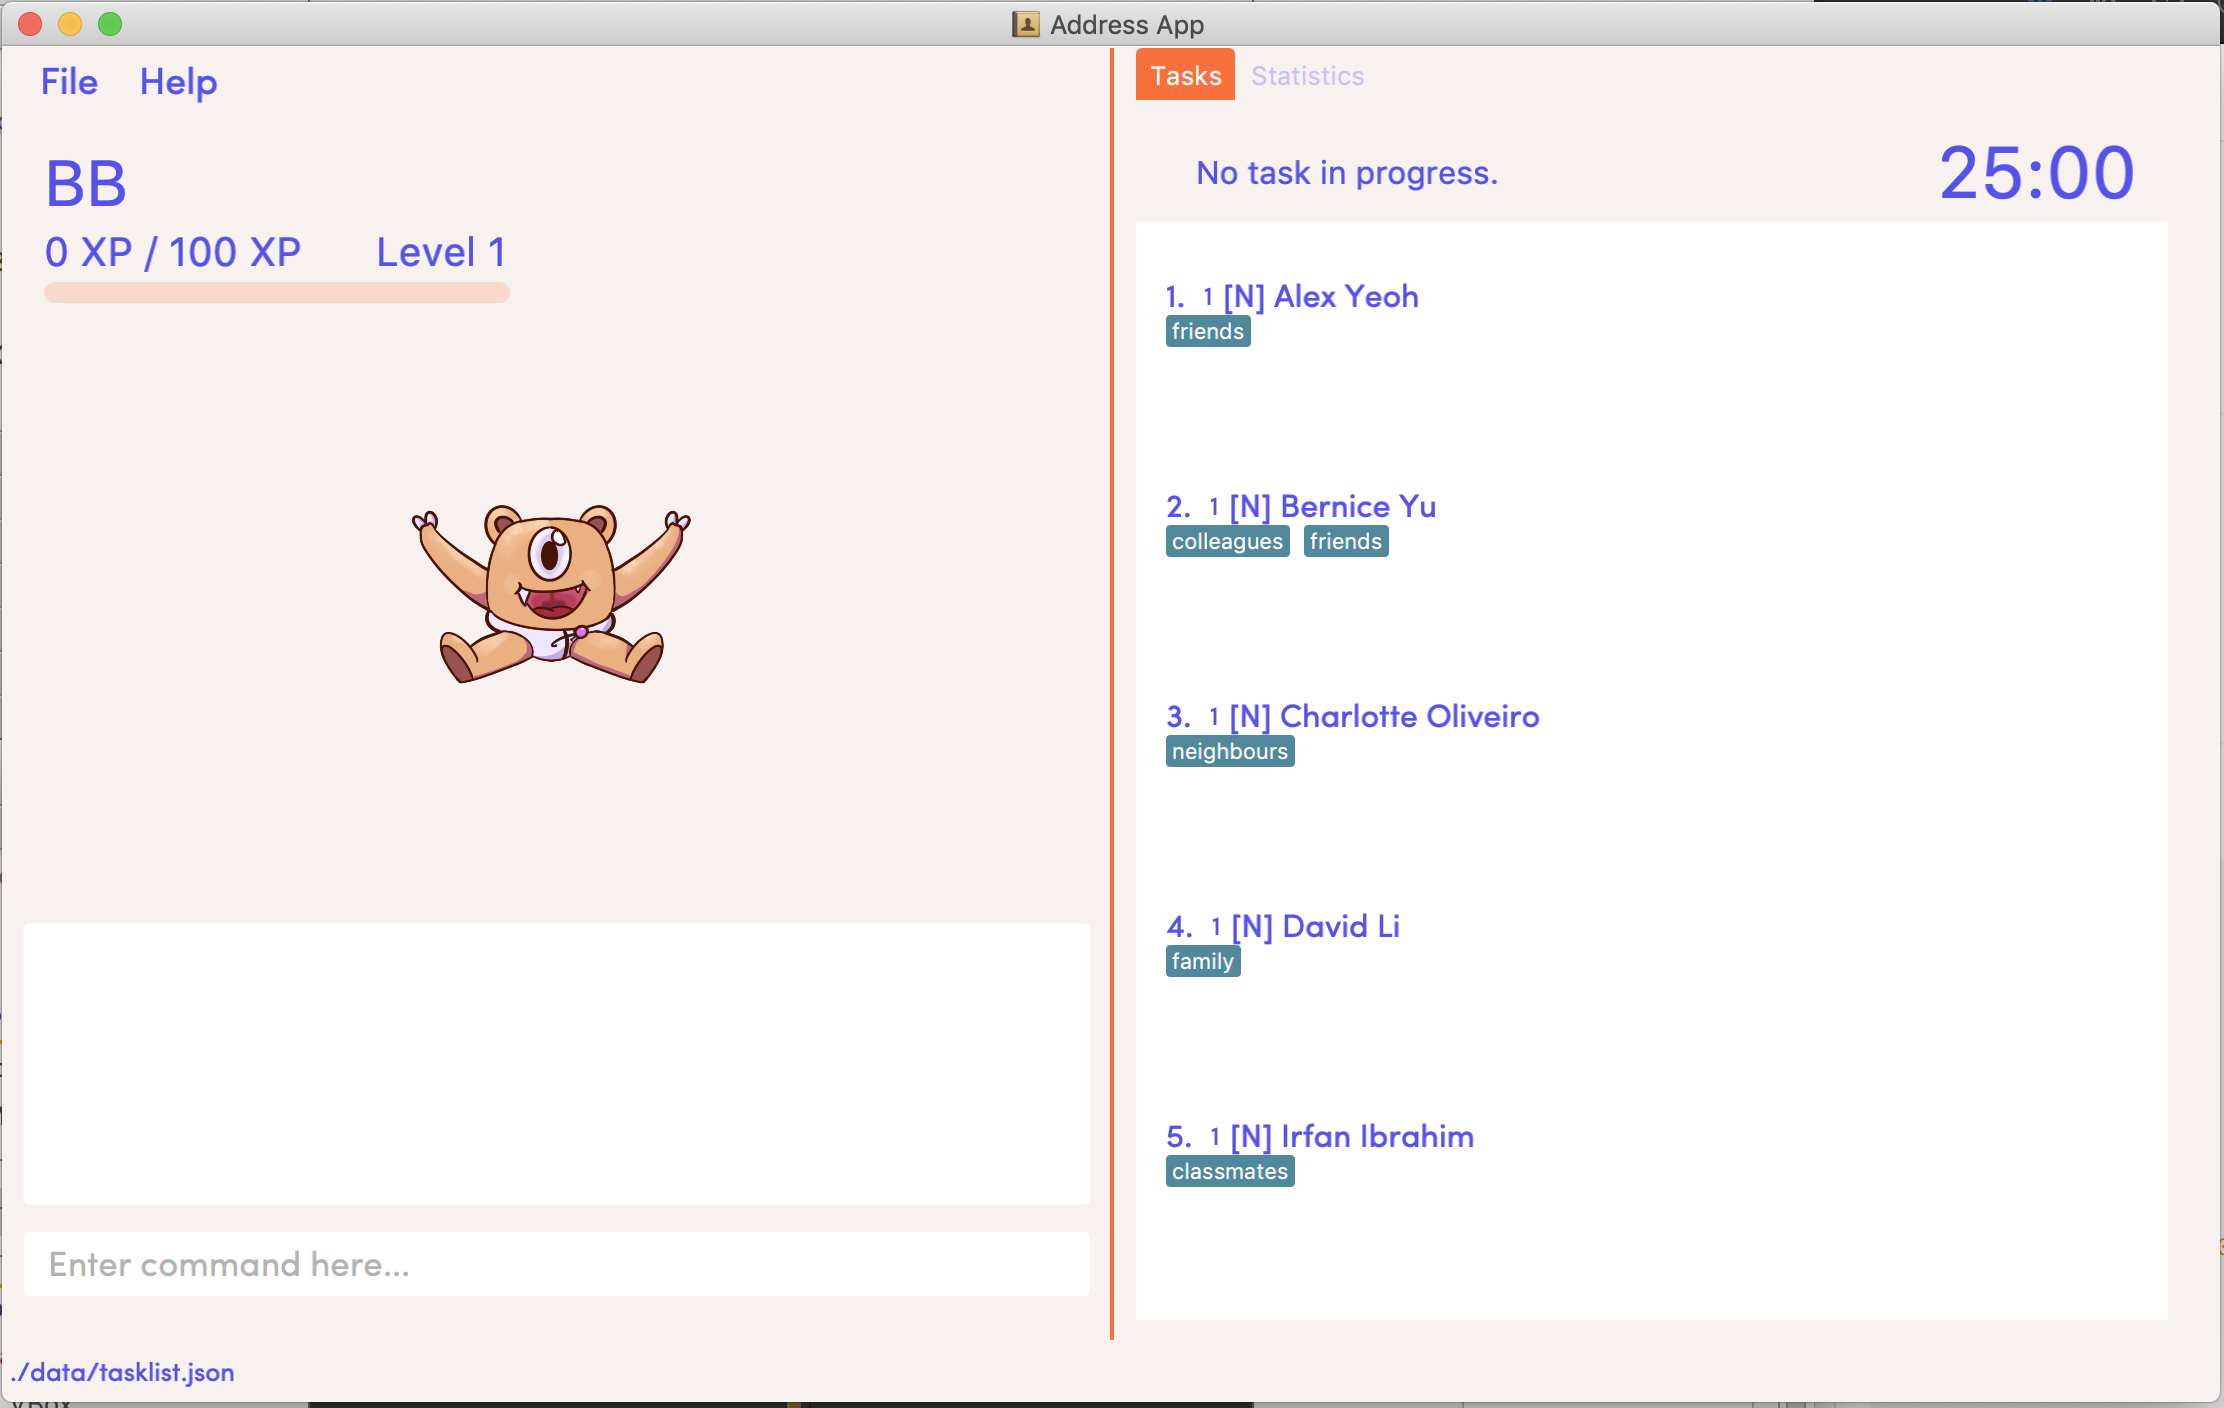 Address App
File Help
BB
0 XP / 100 XP Level 1
Enter command here...
./data/tasklist.json
Tasks Statistics
No task in progress. 25:00
1. 1 [N] Alex Yeoh
friends
2. 1 [N] Bernice Yu
colleagues friends
3. 1 [N] Charlotte Oliveiro
neighbours
4. 1 [N] David Li
family
5. 1 [N] Irfan Ibrahim
classmates